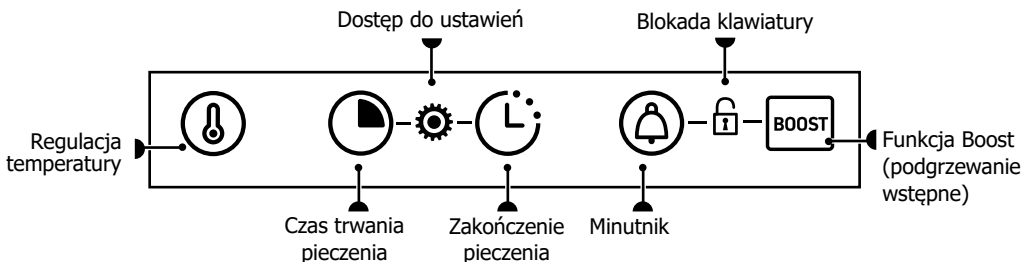 Dostęp do ustawień
Blokada klawiatury
BOOST
Regulacja
temperatury
Funkcja Boost
(podgrzewanie
wstępne)
Czas trwania
pieczenia
Zakończenie
pieczenia
Minutnik